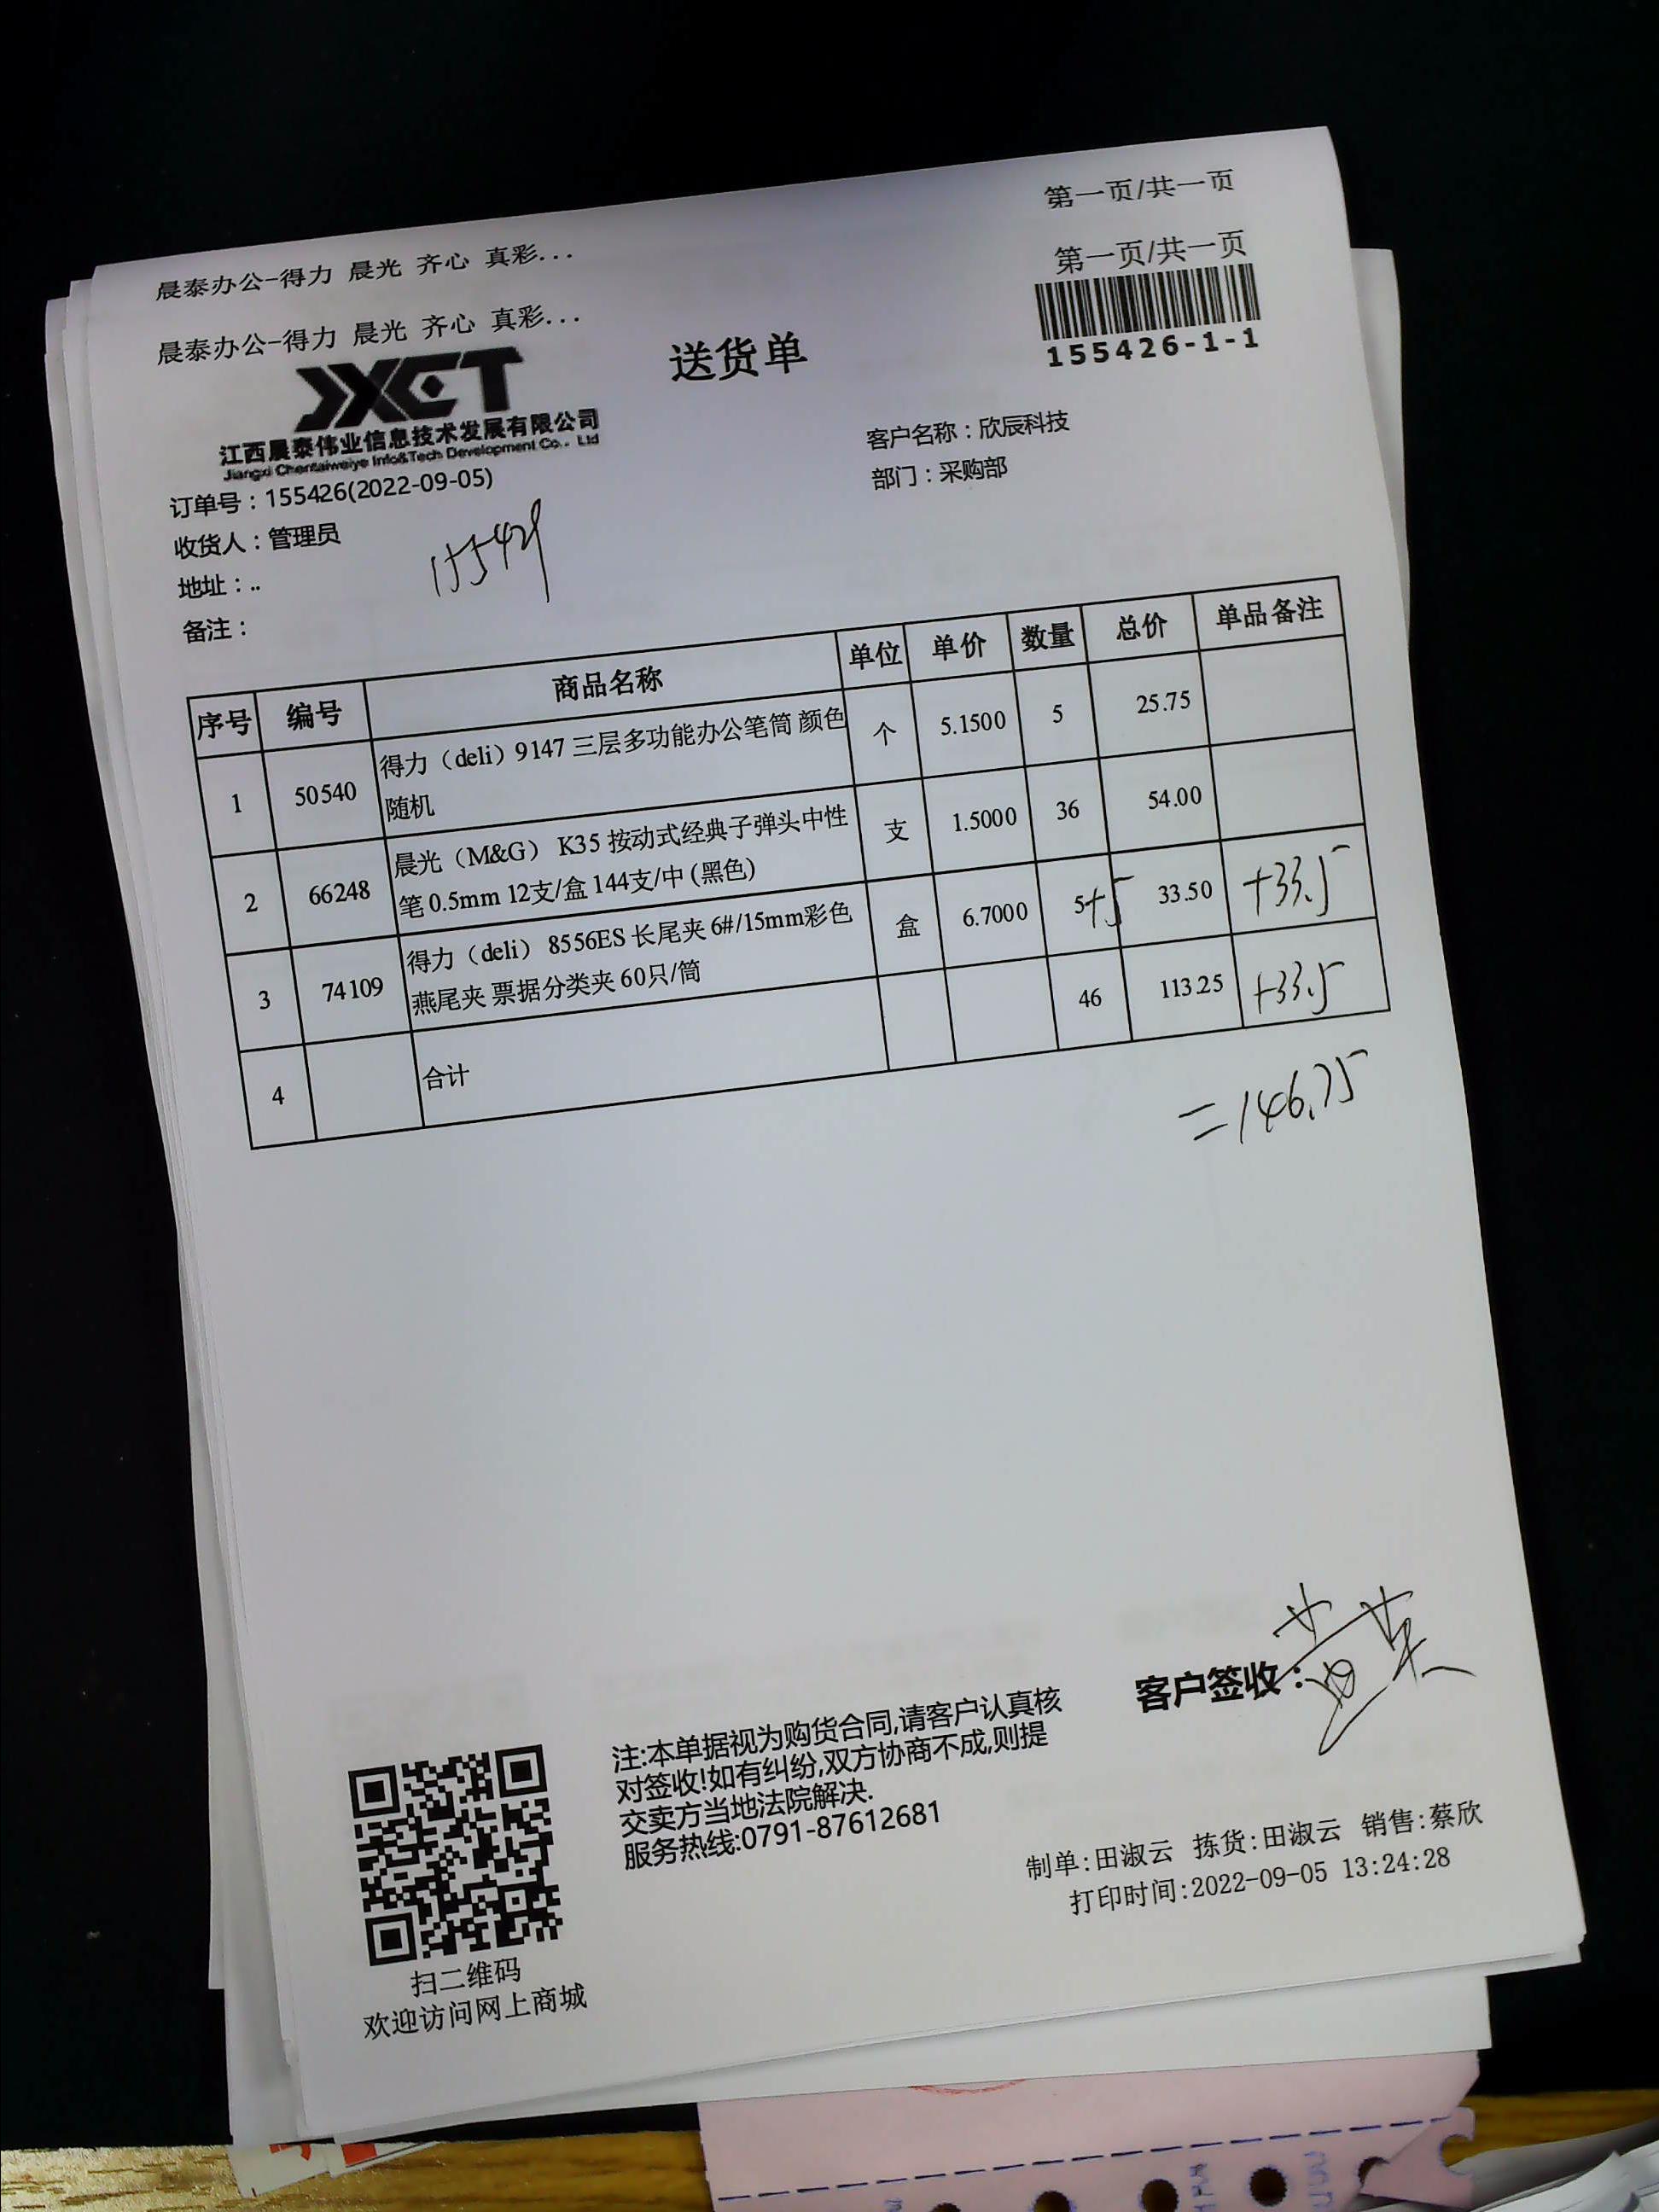 第一页/共一页
晨泰办公-得力 晨光 齐心 真彩...
第一页/共一页
晨泰办公-得力 晨光 齐心 真彩...
JXCT
送货单
155426-1-1
江西晨泰伟业信息技术发展有限公司
Jiangxi Chentaiweiye Info&Tech Development Co., Ltd
客户名称：欣辰科技
订单号：155426(2022-09-05)
部门：采购部
收货人：管理员
155429
地址：..
备注：
序号 编号 商品名称 单位 单价 数量 总价 单品备注
1 50540 得力（deli）9147 三层多功能办公笔筒 颜色随机 个 5.1500 5 25.75
2 66248 晨光（M&G） K35 按动式经典子弹头中性笔 0.5mm 12支/盒 144支/中 (黑色) 支 1.5000 36 54.00
3 74109 得力（deli） 8556ES 长尾夹 6#/15mm彩色燕尾夹 票据分类夹 60只/筒 盒 6.7000 5+5 33.50 +33.5
4 合计 46 113.25 +33.5
=146.75
客户签收：
注:本单据视为购货合同,请客户认真核
对签收!如有纠纷,双方协商不成,则提
交卖方当地法院解决.
服务热线:0791-87612681
制单:田淑云 拣货:田淑云 销售:蔡欣
打印时间:2022-09-05 13:24:28
扫二维码
欢迎访问网上商城